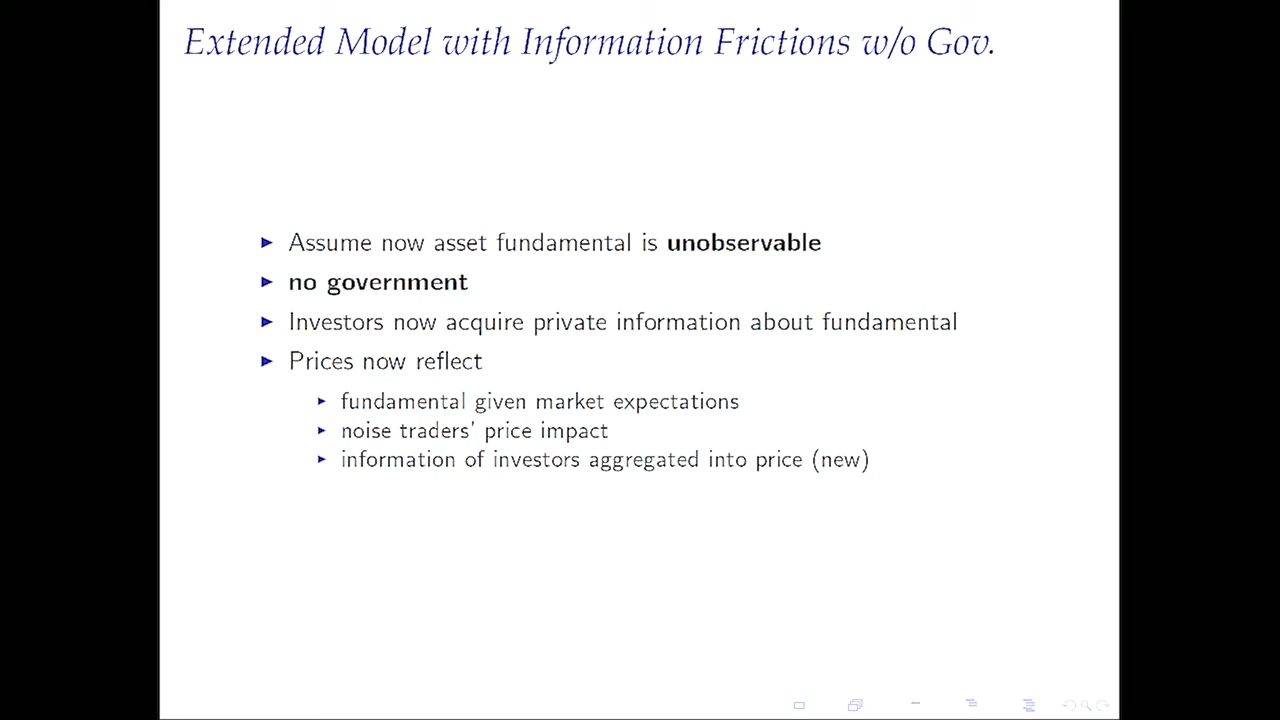 Extended Model with Information Frictions w/o Gov.
Assume now asset fundamental is unobservable
no government
Investors now acquire private information about fundamental
Prices now reflect
fundamental given market expectations
noise traders' price impact
information of investors aggregated into price (new)